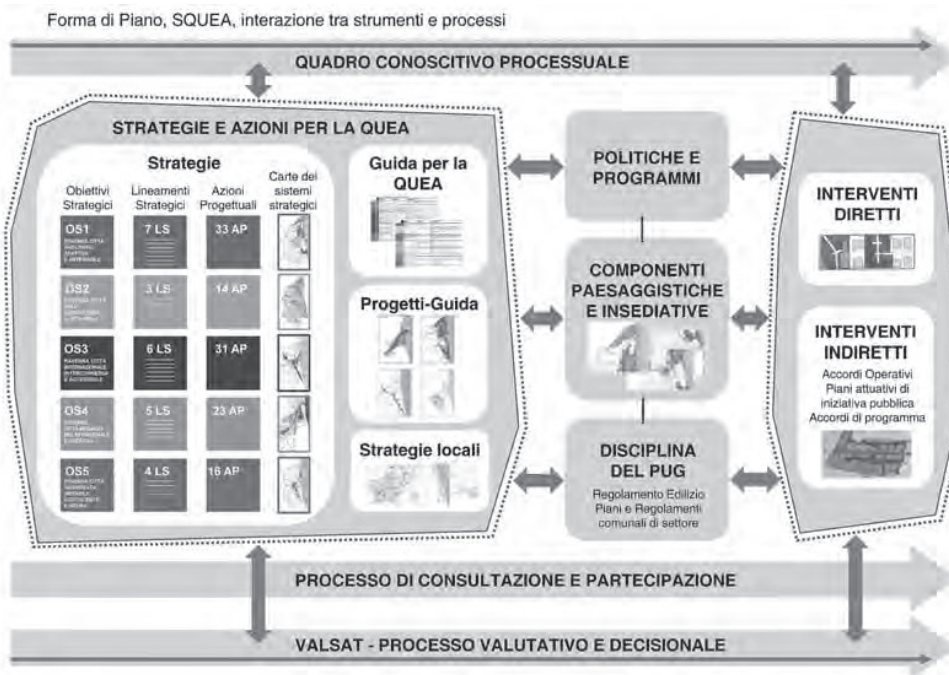 Forma di Piano, SQUEA, interazione tra strumenti e processi
QUADRO CONOSCITIVO PROCESSUALE
STRATEGIE E AZIONI PER LA QUEA
Strategie
Obiettivi
Strategici
Lineamenti
Strategici
Azioni
Progettuali
Carte dei
sistemi
strategici
OS1
7 LS
33 AP
OS2
3 LS
14 AP
OS3
6 LS
31 AP
OS4
5 LS
23 AP
OS5
4 LS
16 AP
Guida per la
QUEA
Progetti-Guida
Strategie locali
POLITICHE E
PROGRAMMI
COMPONENTI
PAESAGGISTICHE
E INSEDIATIVE
DISCIPLINA
DEL PUG
Regolamento Edilizio
Piani e Regolamenti
comunali di settore
INTERVENTI
DIRETTI
INTERVENTI
INDIRETTI
Accordi Operativi
Piani attuativi di
iniziativa pubblica
Accordi di programma
PROCESSO DI CONSULTAZIONE E PARTECIPAZIONE
VALSAT - PROCESSO VALUTATIVO E DECISIONALE